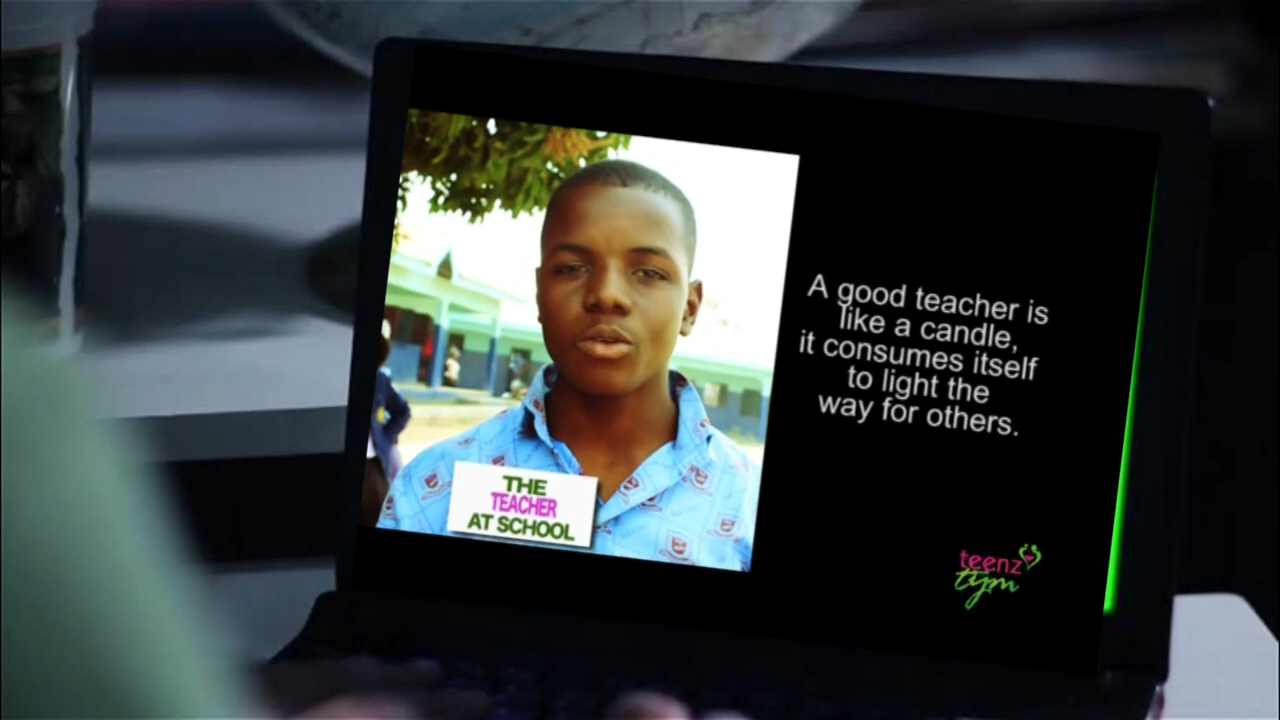 THE
TEACHER
AT SCHOOL
A good teacher is
like a candle,
it consumes itself
to light the
way for others.
teenz
tym